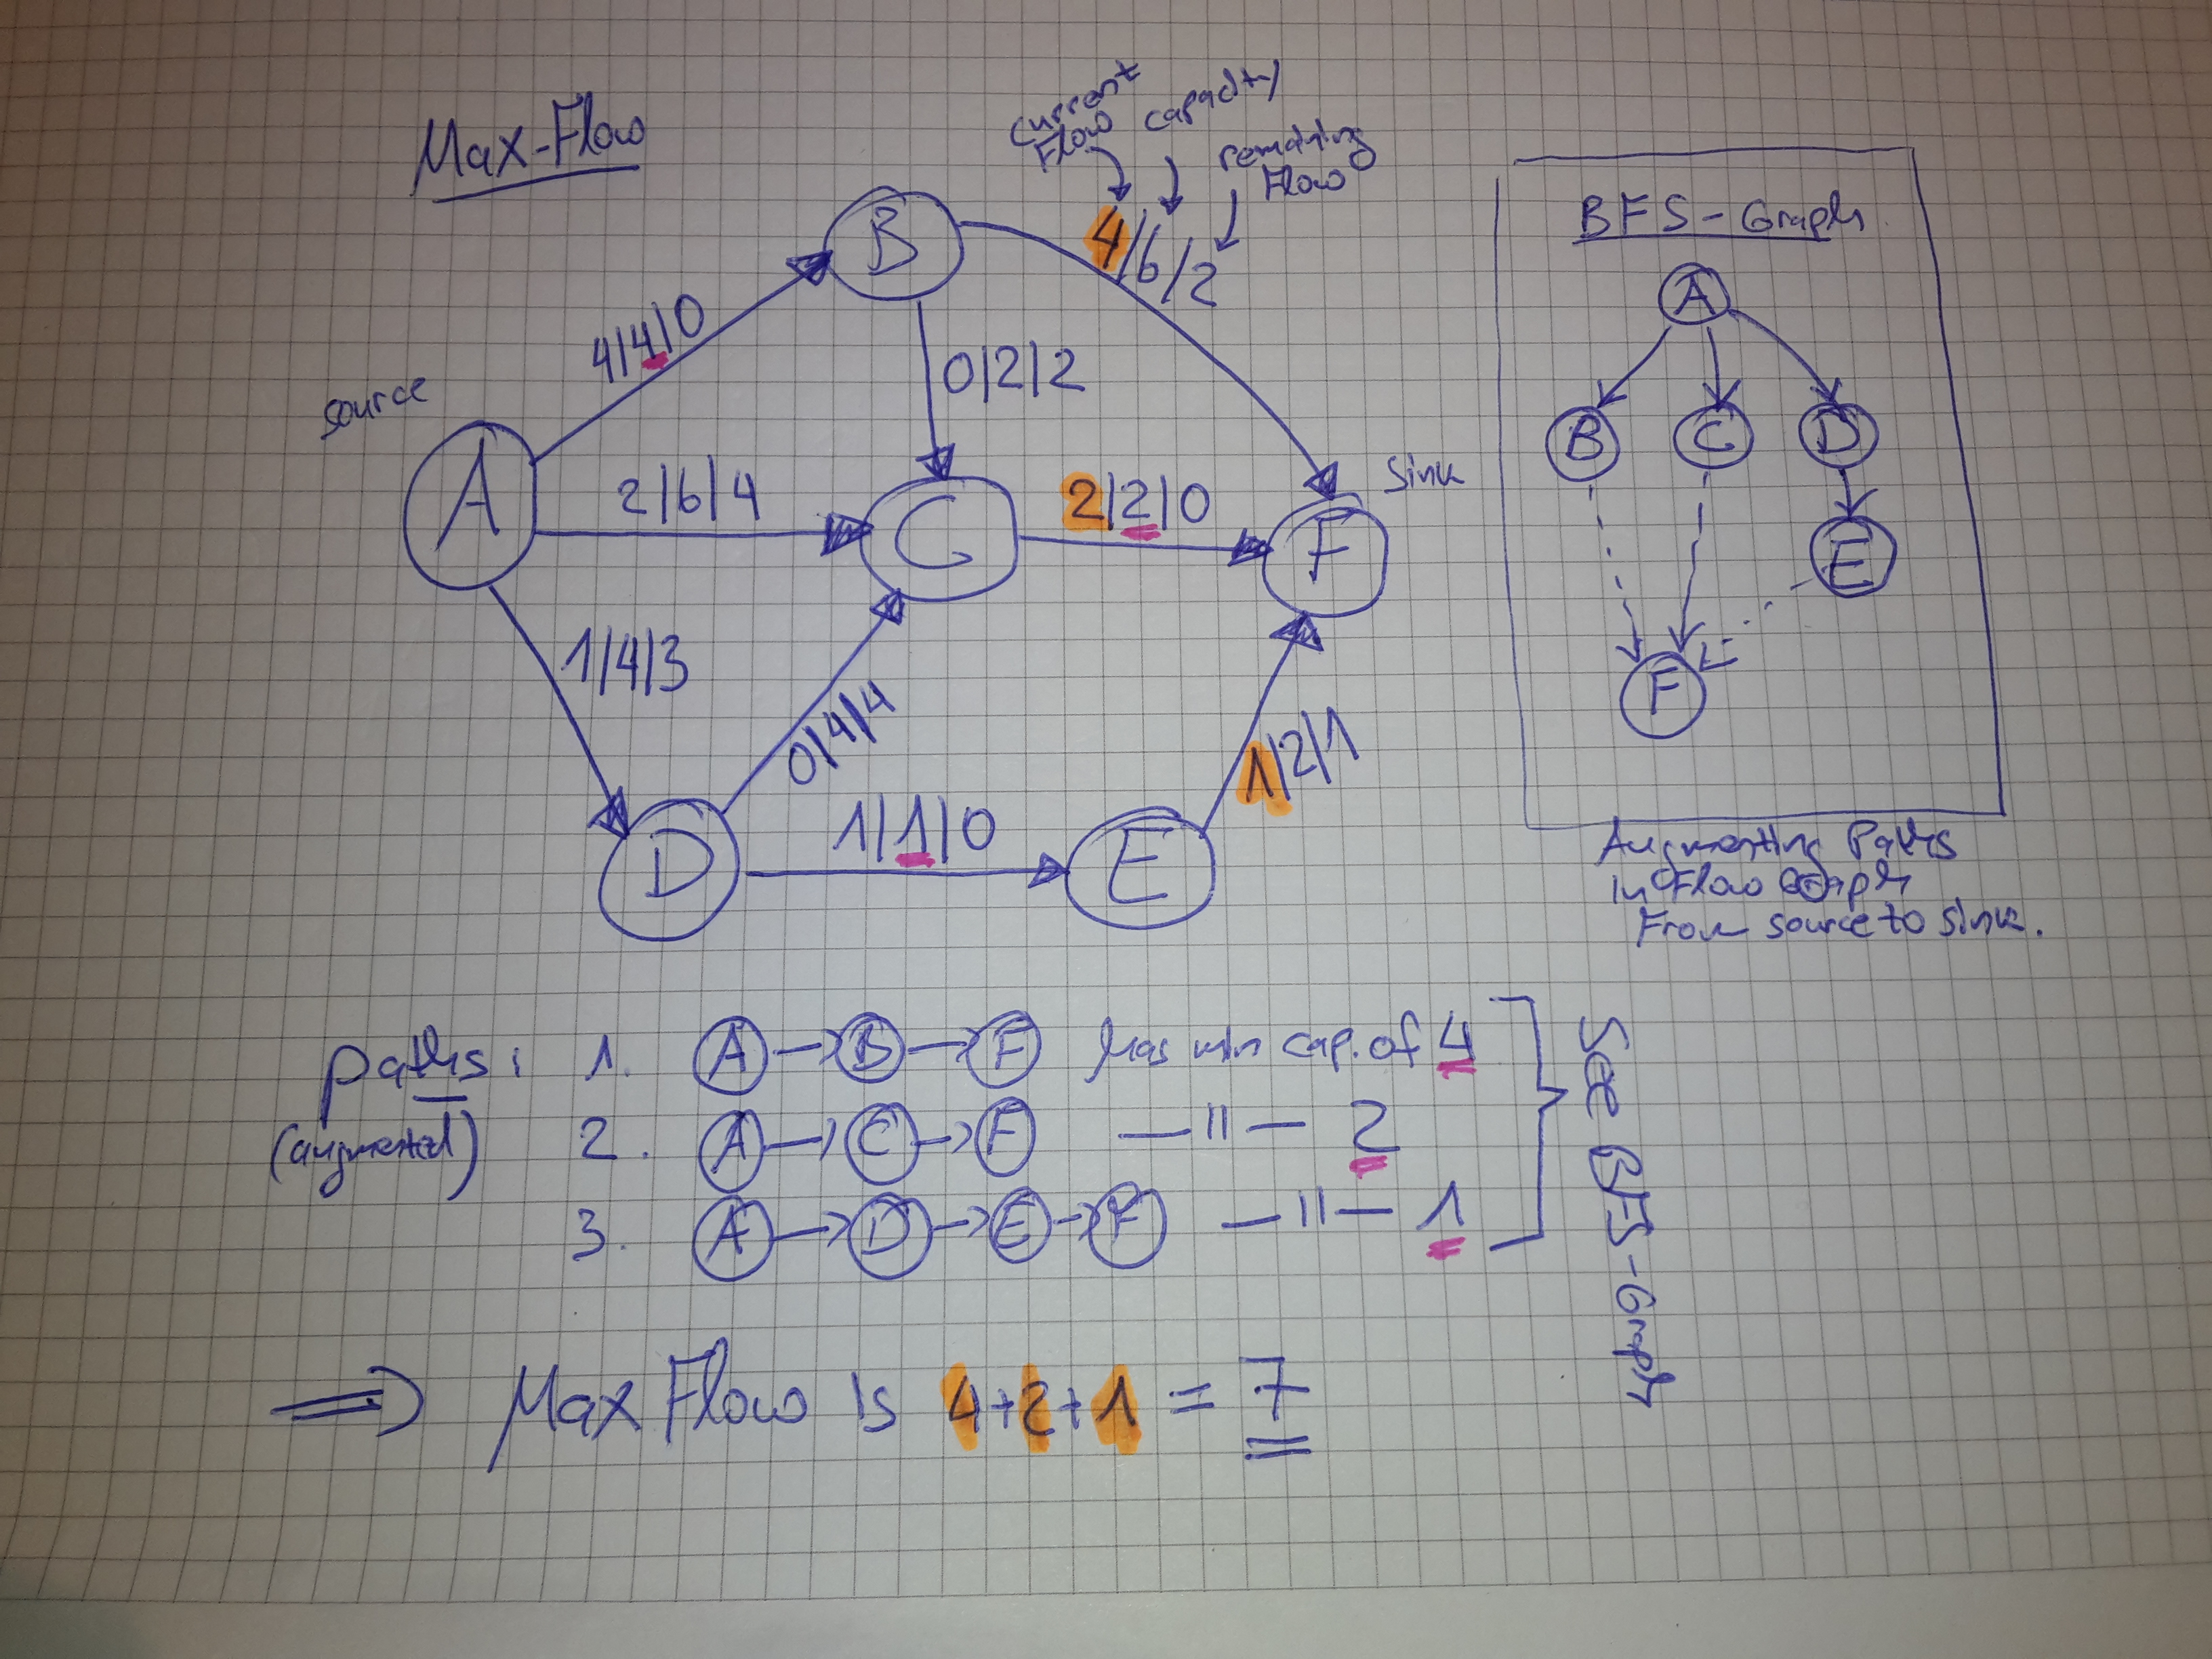 Max-Flow
source
A
4/4/0
B
current
Flow
capacity
remaining
Flow
4/6/2
2/6/4
0/2/2
C
2/2/0
F
Sink
1/4/3
D
0/4/4
1/1/0
E
1/2/1
BFS-Graph
A
B C D
E
F
Augmenting Paths
in Flow Graph
From source to sink.
Paths:
(augmented)
1. A → B → F has min cap. of 4
2. A → C → F —"— 2
3. A → D → E → F —"— 1
See
BFS-Graph
⇒ Max Flow is 4+2+1 = 7